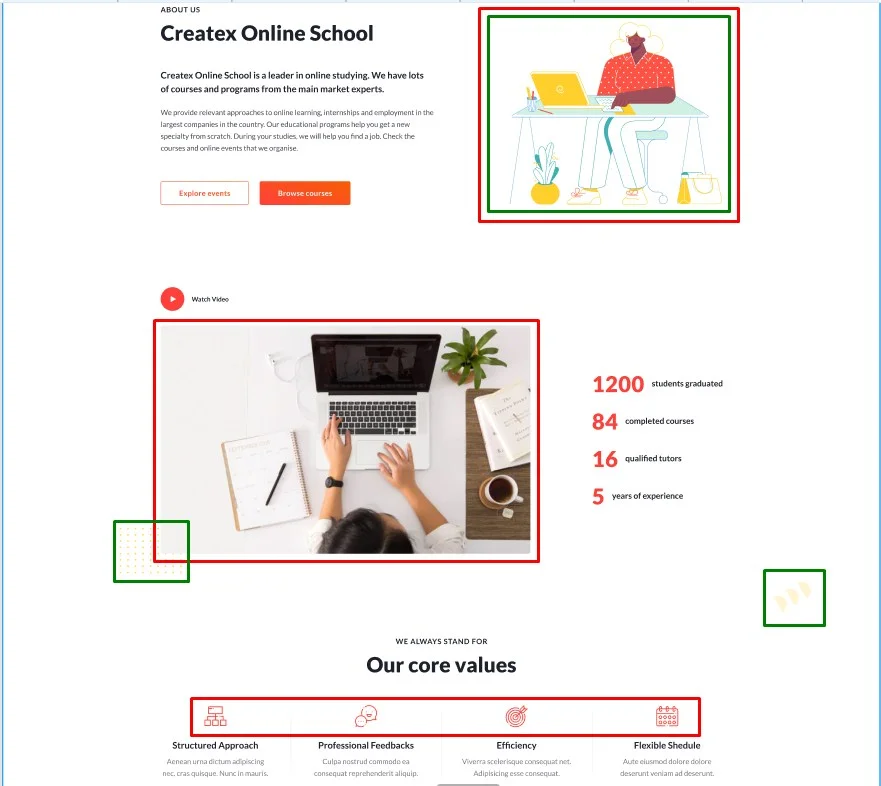 ABOUT US
Createx Online School
Createx Online School is a leader in online studying. We have lots
of courses and programs from the main market experts.
We provide relevant approaches to online learning, internships and employment in the
largest companies in the country. Our educational programs help you get a new
specialty from scratch. During your studies, we will help you find a job. Check the
courses and online events that we organise.
Explore events
Browse courses
Watch Video
1200 students graduated
84 completed courses
16 qualified tutors
5 years of experience
WE ALWAYS STAND FOR
Our core values
Structured Approach
Aenean urna dictum adipiscing
nec, cras quisque. Nunc in mauris.
Professional Feedbacks
Culpa nostrud commodo ea
consequat reprehenderit aliquip.
Efficiency
Viverra scelerisque consequat net.
Adipisicing esse consequat.
Flexible Shedule
Aute eiusmod dolore dolore
deserunt veniam ad deserunt.